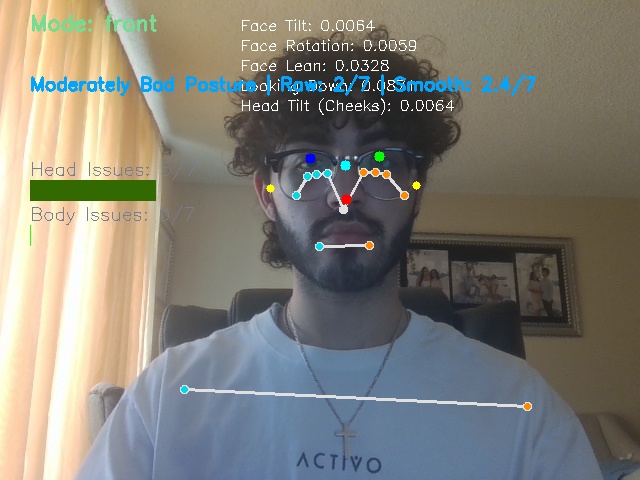 Mode: front
Face Tilt: 0.0064
Face Rotation: 0.0059
Face Lean: 0.0328
Moderately Bad Posture | Raw: 2/7 | Smooth: 2.4/7
Head Tilt (Cheeks): 0.0064
Head Issues:
Body Issues: /7
ACTIVO